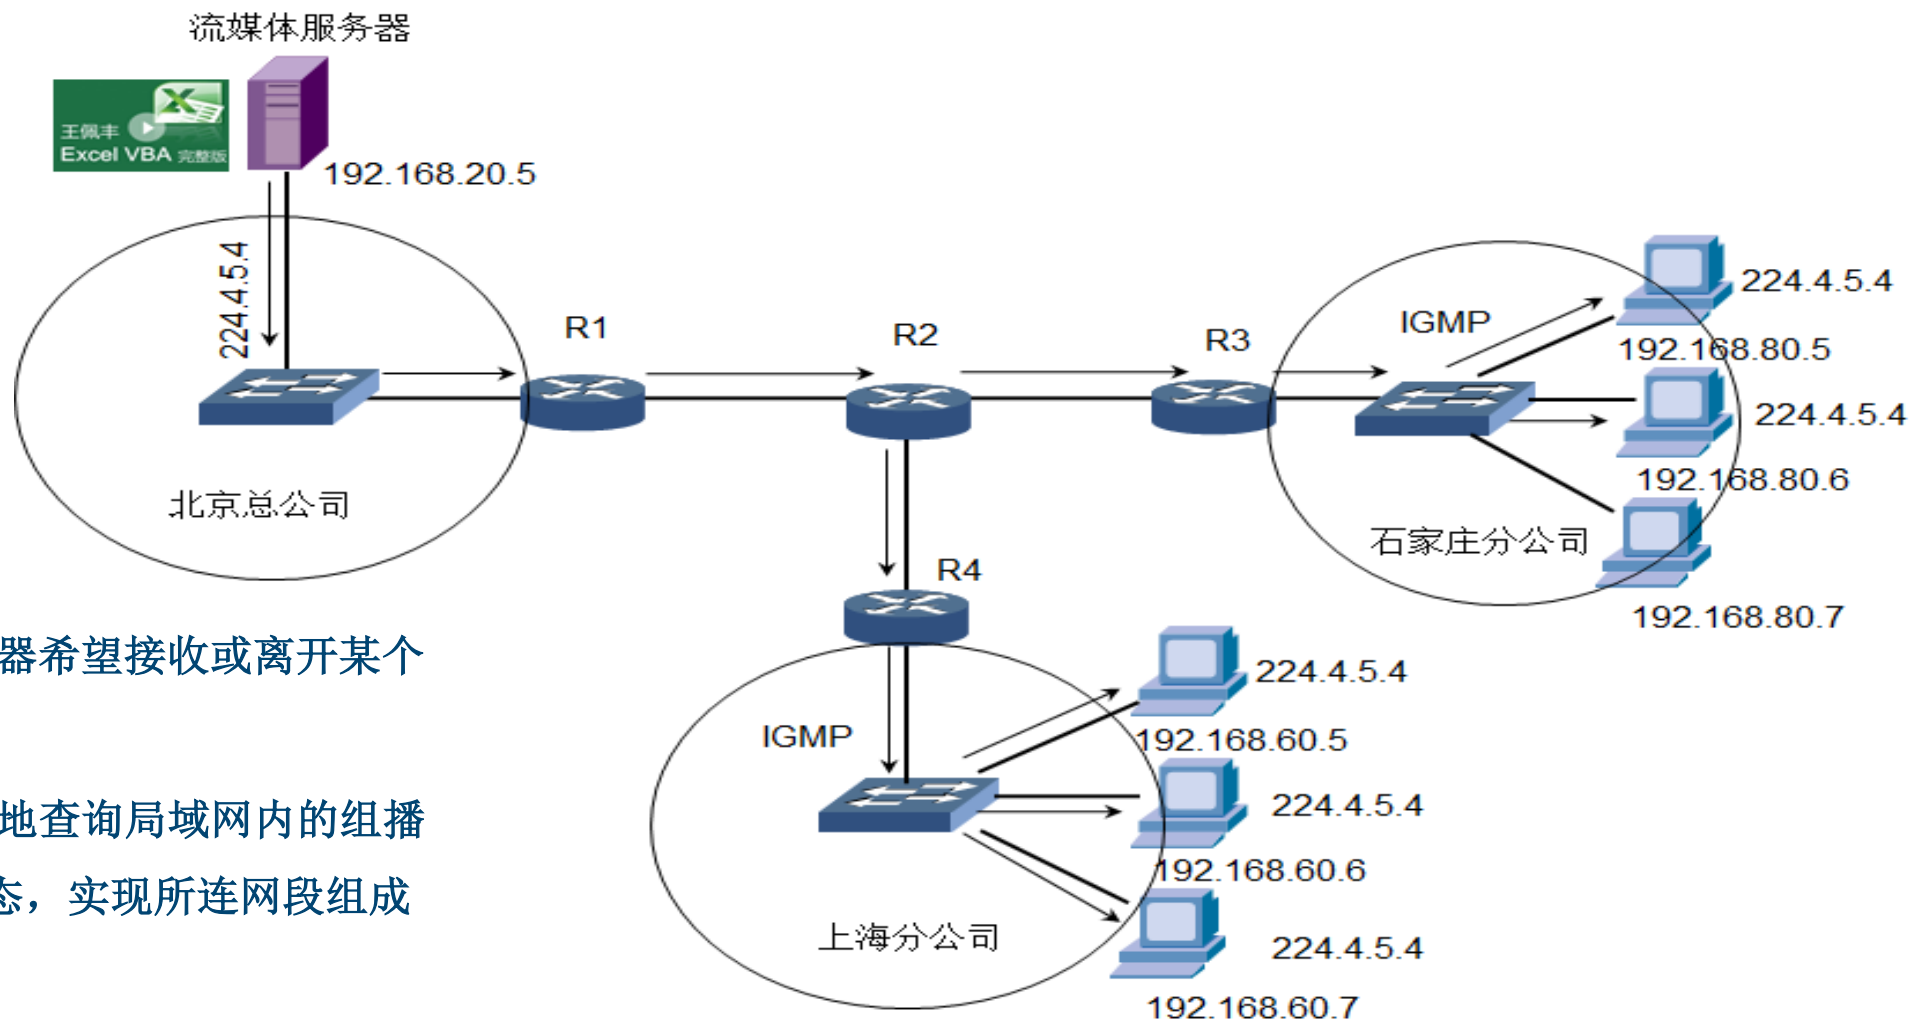 流媒体服务器
王佩丰
Excel VBA 完整版
192.168.20.5
224.4.5.4
R1
R2
R3
IGMP
224.4.5.4
192.168.80.5
224.4.5.4
192.168.80.6
北京总公司
石家庄分公司
192.168.80.7
R4
器希望接收或离开某个
224.4.5.4
IGMP
192.168.60.5
地查询局域网内的组播
224.4.5.4
192.168.60.6
态，实现所连网段组成
上海分公司
224.4.5.4
192.168.60.7